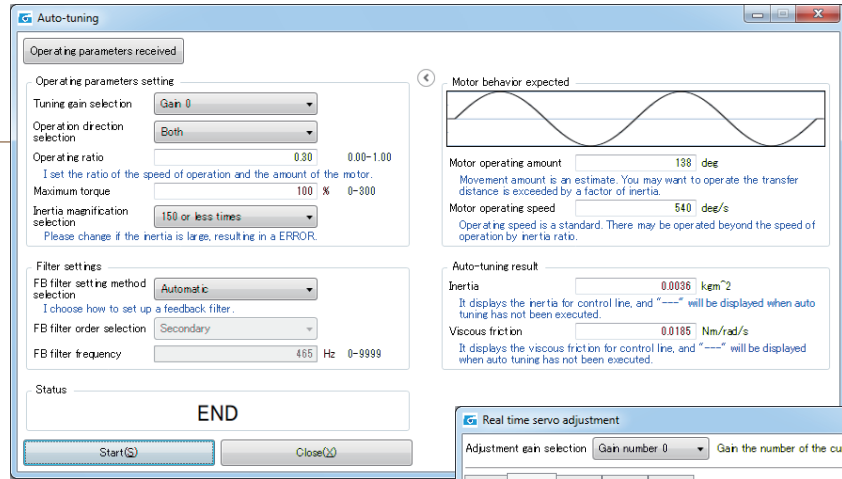 Auto-tuning
Operating parameters received
Operating parameters setting
Tuning gain selection
Gain 0
Operation direction
selection
Both
Operating ratio
0.30
0.00-1.00
I set the ratio of the speed of operation and the amount of the motor.
Maximum torque
100 % 0-300
Inertia magnification
selection
150 or less times
Please change if the inertia is large, resulting in a ERROR.
Filter settings
FB filter setting method
selection
Automatic
I choose how to set up a feedback filter.
FB filter order selection
Secondary
FB filter frequency
465 Hz 0-9999
Status
END
Start(S)
Close(X)
Motor behavior expected
Motor operating amount
138 deg
Movement amount is an estimate. You may want to operate the transfer
distance is exceeded by a factor of inertia.
Motor operating speed
540 deg/s
Operating speed is a standard. There may be operated beyond the speed of
operation by inertia ratio.
Auto-tuning result
Inertia
0.0036 kgm^2
It displays the inertia for control line, and "---" will be displayed when auto
tuning has not been executed.
Viscous friction
0.0185 Nm/rad/s
It displays the viscous friction for control line, and "---" will be displayed
when auto tuning has not been executed.
Real time servo adjustment
Adjustment gain selection
Gain number 0
Gain the number of the cu